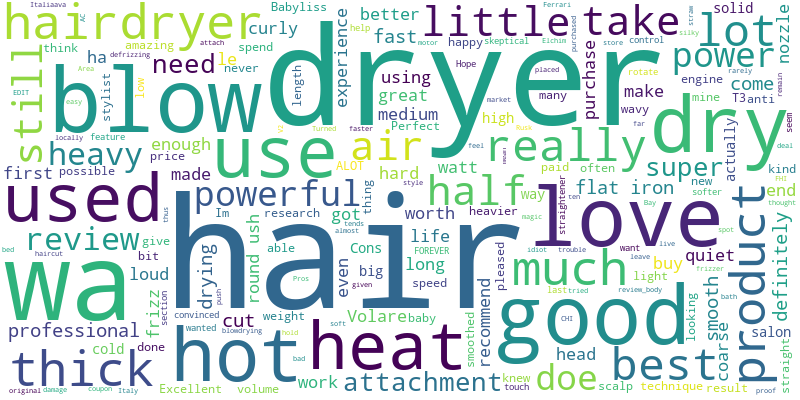 Italiaava AC Babyliss better solid Ferrari straw
hairdryer think amazing attach curly fast help happy skeptical Eichim little take lot nozzle
defrizzing ha spend experience store control silky
still blow dryer need le never using purchase power come
EDIT stylist low length great many make engine rarely
Area medium Perfect motor market placed rotate wavy mine T3 anti
easy heavy feature enough use air high Hope really dry
locally price watt paid often super actually seem
first possible made ALOT hard far feel kind
used powerful half way flat iron new end
hair love softer deal FHI
review Im research got thing worth heavier style straightener product thought
give round ush Cons life magic want quiet Bay spot definitely
wa bit able almost FOREVER idiot trouble buy
loud drying even big long speed recommend pleased much light live
convinced given last tried leave review_body
frizz cut weight Volare baby good looking smooth coarse bath
professional section wanted blowdrying push smoothed head best salon
cold done hot heat soft hold knew CHI straight
thick bad touch scalp technique result proof
haircut bed thus attachment work doe
original damage coupon Italy Excellent volume Pros